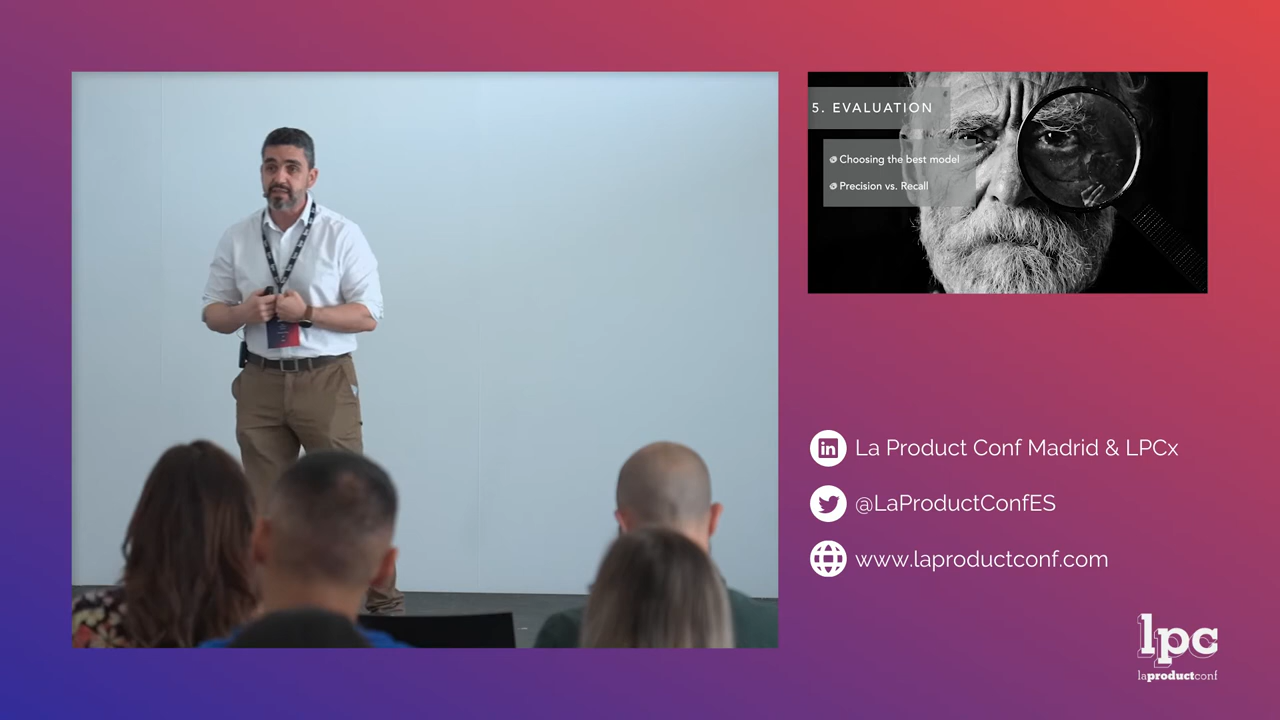 5. EVALUATION
Choosing the best model
Precision vs. Recall
La Product Conf Madrid & LPCx
@LaProductConfES
www.laproductconf.com
lpc
laproductconf